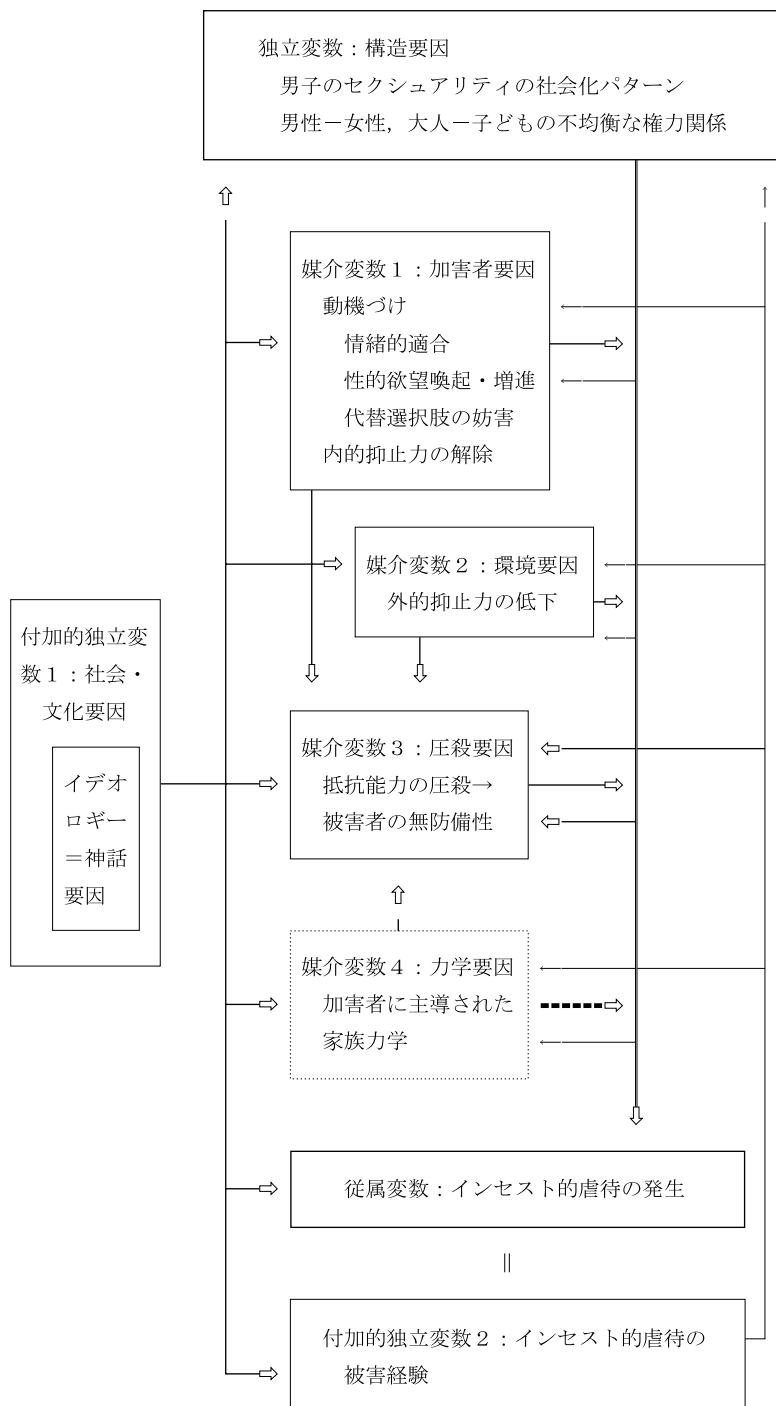 独立変数：構造要因
男子のセクシュアリティの社会化パターン
男性－女性，大人－子どもの不均衡な権力関係
媒介変数１：加害者要因
動機づけ
情緒的適合
性的欲望喚起・増進
代替選択肢の妨害
内的抑止力の解除
媒介変数２：環境要因
外的抑止力の低下
付加的独立変
数１：社会・
文化要因
イデオ
ロギー
＝神話
要因
媒介変数３：圧殺要因
抵抗能力の圧殺→
被害者の無防備性
媒介変数４：力学要因
加害者に主導された
家族力学
従属変数：インセスト的虐待の発生
付加的独立変数２：インセスト的虐待の
被害経験